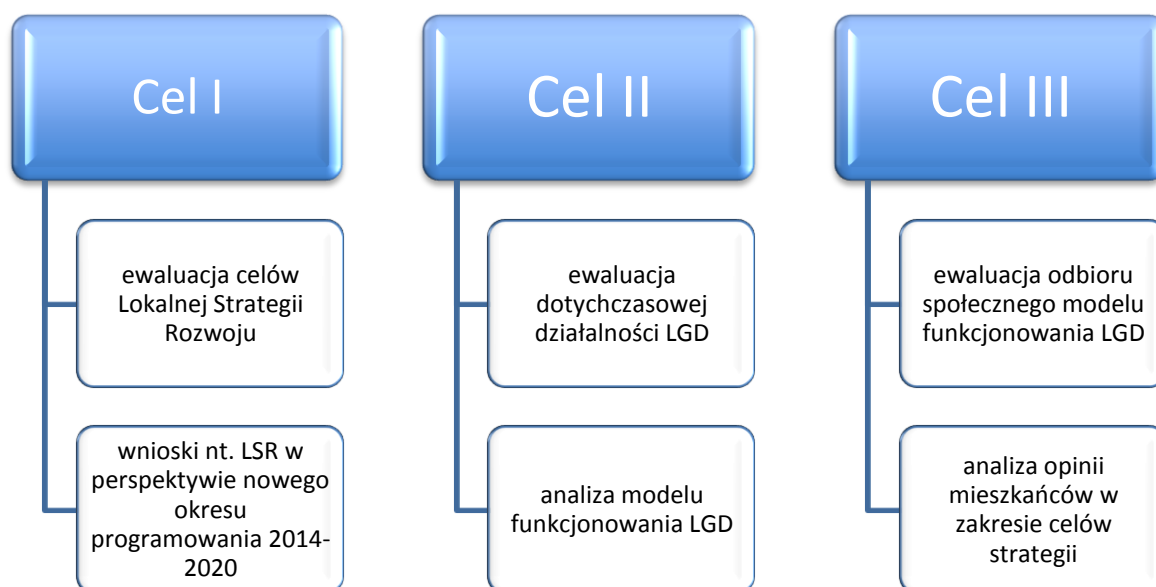 Cel I
ewaluacja celów
Lokalnej Strategii
Rozwoju
wnioski nt. LSR w
perspektywie nowego
okresu
programowania 2014-
2020
Cel II
ewaluacja
dotychczasowej
działalności LGD
analiza modelu
funkcjonowania LGD
Cel III
ewaluacja odbioru
społecznego modelu
funkcjonowania LGD
analiza opinii
mieszkańców w
zakresie celów
strategii